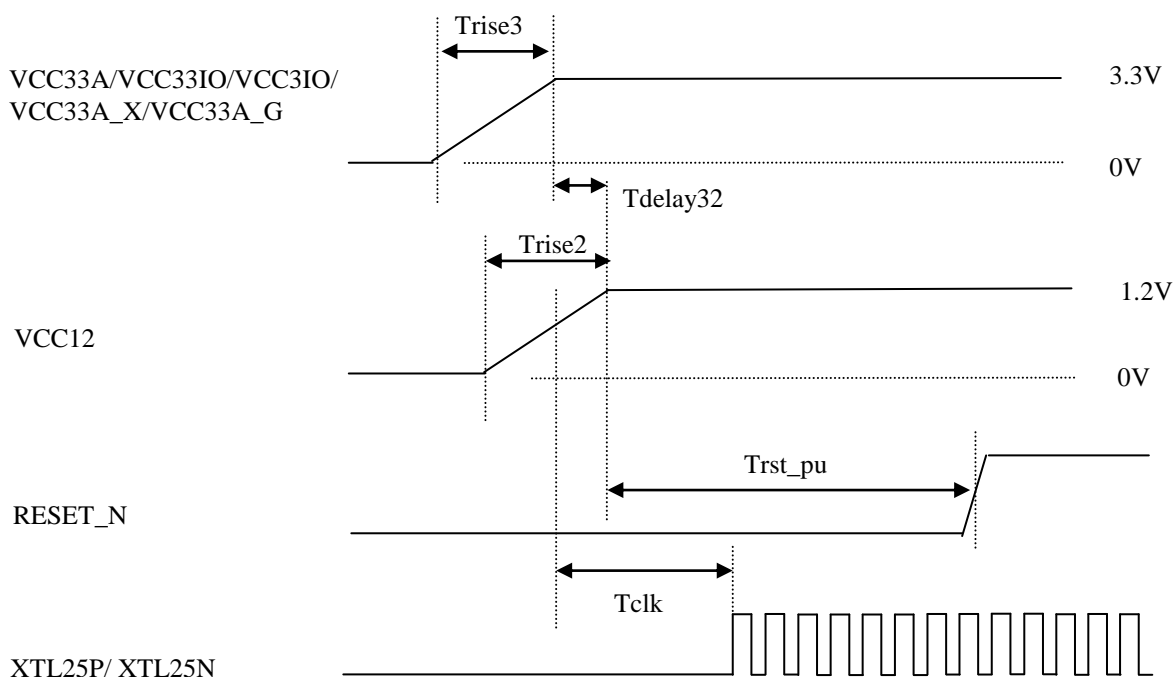 Trise3
VCC33A/VCC33IO/VCC3IO/
VCC33A_X/VCC33A_G
3.3V
0V
Tdelay32
Trise2
1.2V
VCC12
0V
Trst_pu
RESET_N
Tclk
XTL25P/ XTL25N